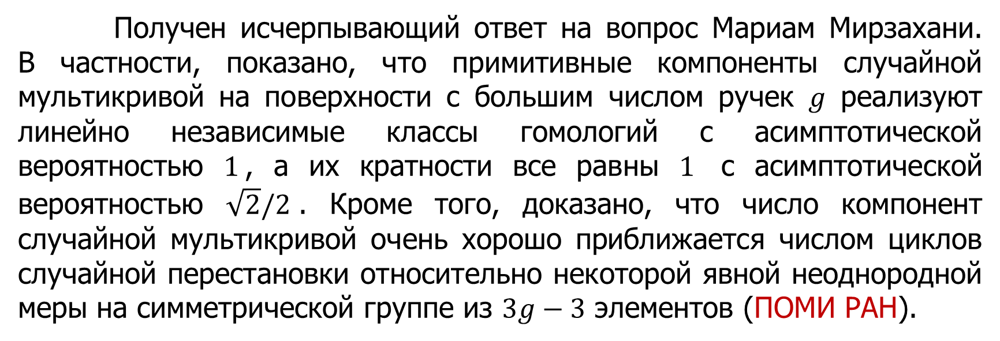 Получен исчерпывающий ответ на вопрос Мариам Мирзахани.
В частности, показано, что примитивные компоненты случайной
мультикривой на поверхности с большим числом ручек g реализуют
линейно независимые классы гомологий с асимптотической
вероятностью 1, а их кратности все равны 1 с асимптотической
вероятностью √2/2. Кроме того, доказано, что число компонент
случайной мультикривой очень хорошо приближается числом циклов
случайной перестановки относительно некоторой явной неоднородной
меры на симметрической группе из 3g − 3 элементов (ПОМИ РАН).